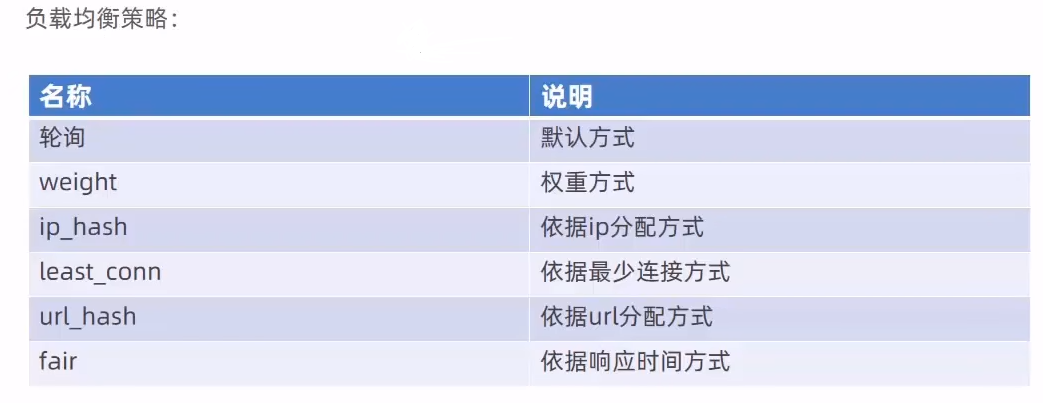 负载均衡策略：
名称 说明
轮询 默认方式
weight 权重方式
ip_hash 依据ip分配方式
least_conn 依据最少连接方式
url_hash 依据url分配方式
fair 依据响应时间方式